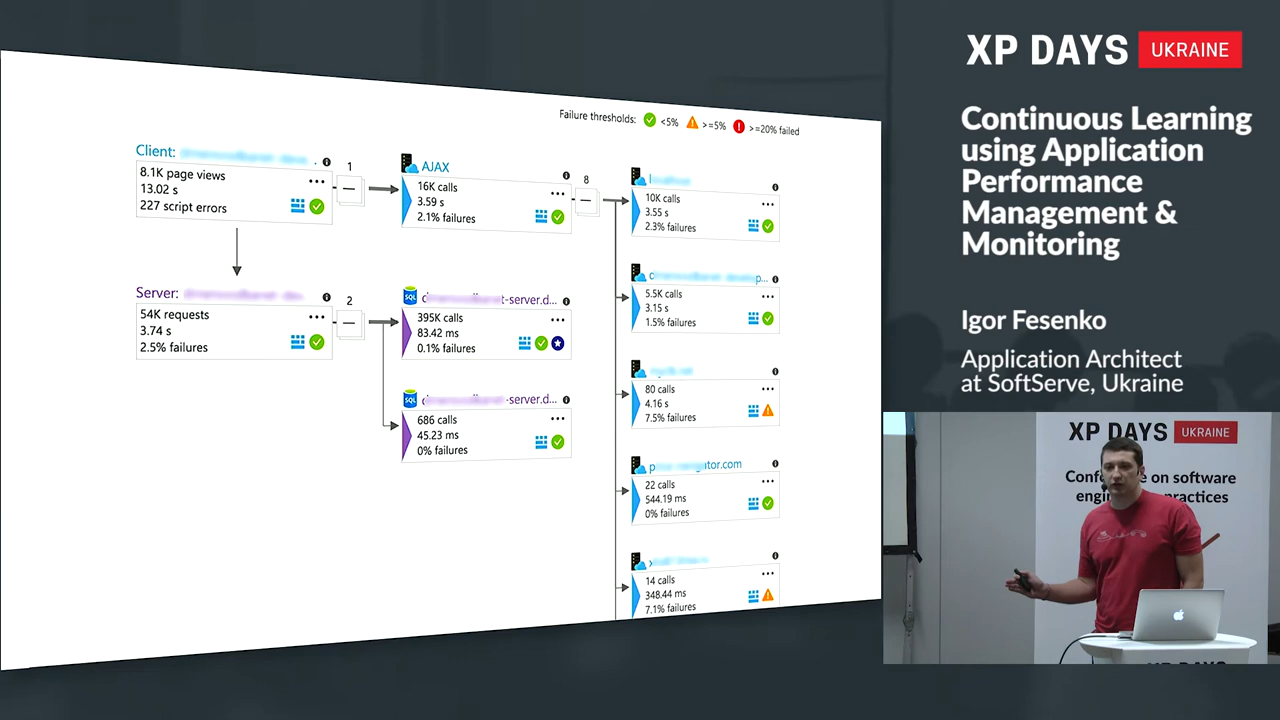 XP DAYS UKRAINE
Continuous Learning
using Application
Performance
Management &
Monitoring
Igor Fesenko
Application Architect
at SoftServe, Ukraine
Failure thresholds: <5% >=5% >=20% failed
Client:
8.1K page views
13.02 s
227 script errors
1
AJAX
16K calls
3.59 s
2.1% failures
8
10K calls
3.55 s
2.3% failures
5.5K calls
3.15 s
1.5% failures
80 calls
4.16 s
7.5% failures
22 calls
544.19 ms
0% failures
14 calls
348.44 ms
7.1% failures
Server:
54K requests
3.74 s
2.5% failures
2
SQL
t-server.d...
395K calls
83.42 ms
0.1% failures
SQL
-server.d...
686 calls
45.23 ms
0% failures
XP DAYS UKRAINE
on software
practices